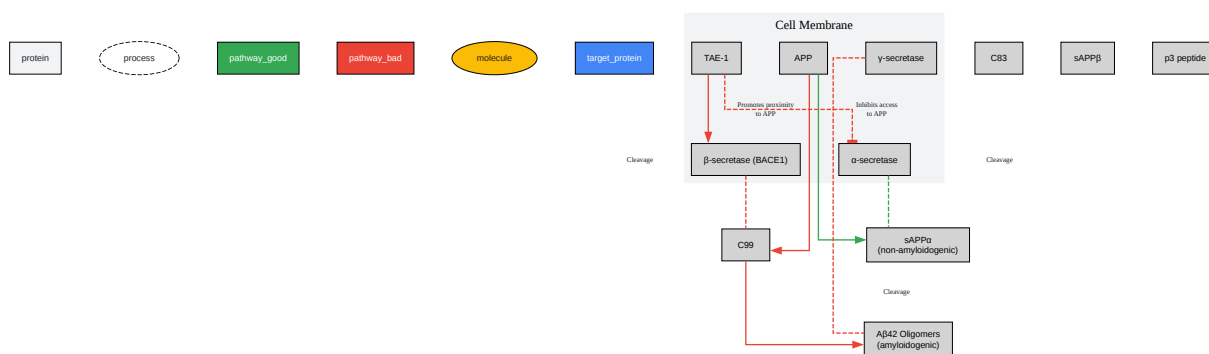 Cell Membrane
protein
process
pathway_good
pathway_bad
molecule
target_protein
TAE-1
APP
γ-secretase
C83
sAPPβ
p3 peptide
Promotes proximity
to APP
Inhibits access
to APP
Cleavage
β-secretase (BACE1)
α-secretase
Cleavage
C99
sAPPα
(non-amyloidogenic)
Cleavage
Aβ42 Oligomers
(amyloidogenic)